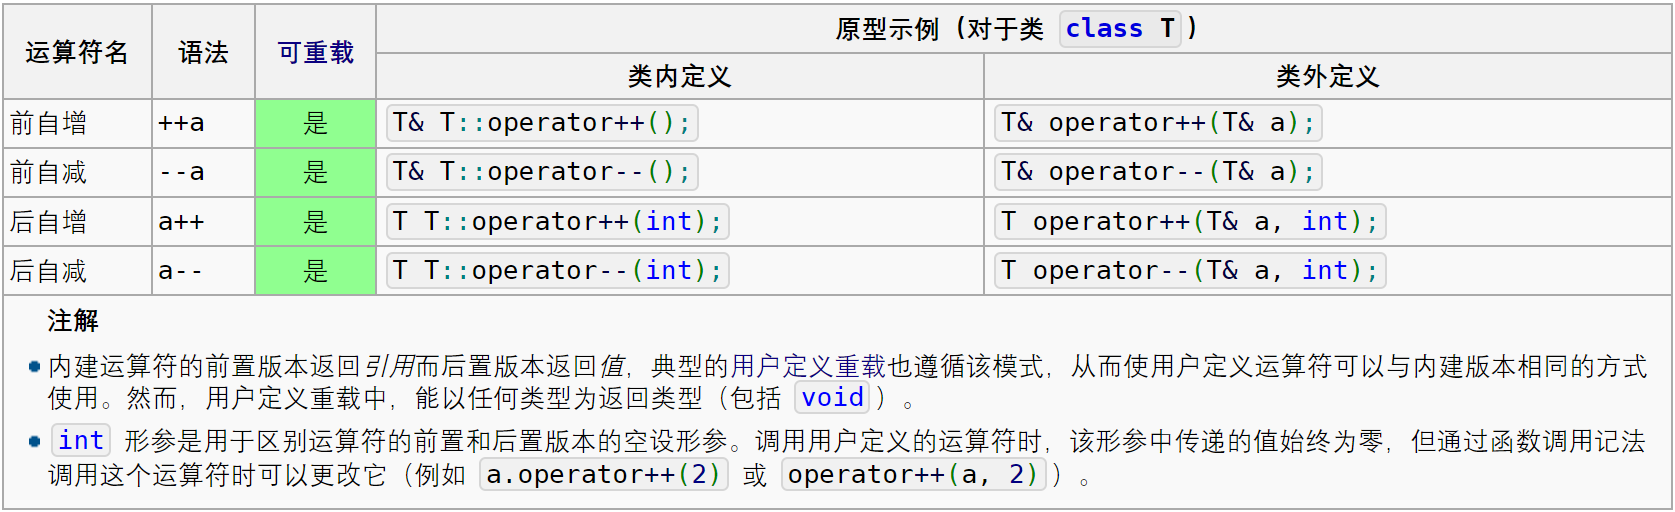 运算符名 语法 可重载 原型示例（对于类 class T）
类内定义 类外定义
前自增 ++a 是 T& T::operator++(); T& operator++(T& a);
前自减 --a 是 T& T::operator--(); T& operator--(T& a);
后自增 a++ 是 T T::operator++(int); T operator++(T& a, int);
后自减 a-- 是 T T::operator--(int); T operator--(T& a, int);
注解
内建运算符的前置版本返回引用而后置版本返回值，典型的用户定义重载也遵循该模式，从而使用户定义运算符可以与内建版本相同的方式
使用。然而，用户定义重载中，能以任何类型为返回类型（包括 void）。
int 形参是用于区别运算符的前置和后置版本的空设形参。调用用户定义的运算符时，该形参中传递的值始终为零，但通过函数调用记法
调用这个运算符时可以更改它（例如 a.operator++(2) 或 operator++(a, 2)）。